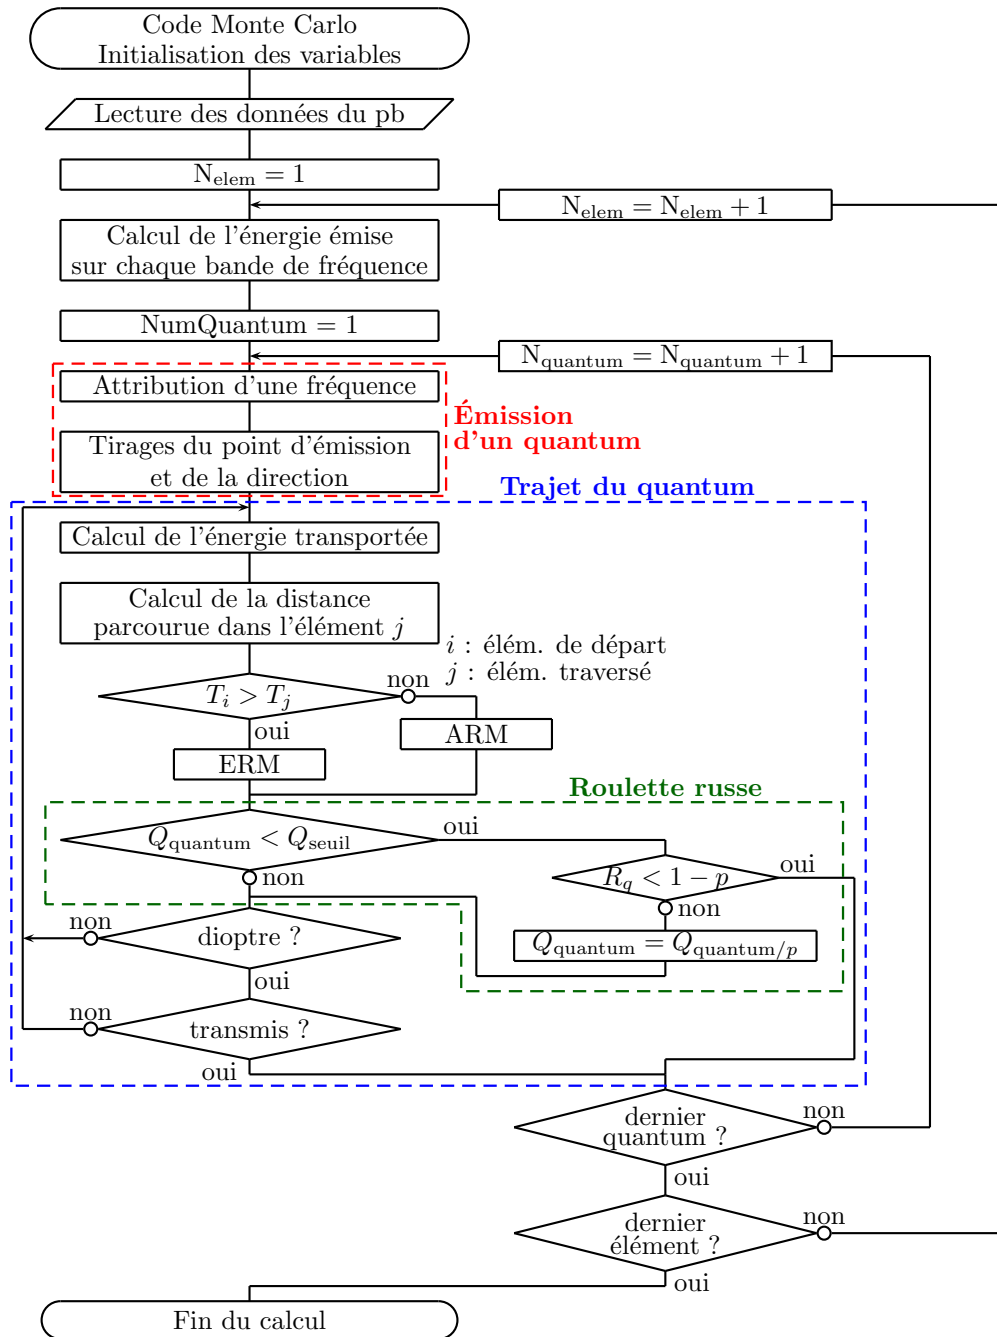 Code Monte Carlo
Initialisation des variables
Lecture des données du pb
N_elem = 1
N_elem = N_elem + 1
Calcul de l'énergie émise
sur chaque bande de fréquence
NumQuantum = 1
N_quantum = N_quantum + 1
Attribution d'une fréquence
Émission
d'un quantum
Tirages du point d'émission
et de la direction
Trajet du quantum
Calcul de l'énergie transportée
Calcul de la distance
parcourue dans l'élément j
i : élém. de départ
j : élém. traversé
T_i > T_j
non
oui
ARM
ERM
Roulette russe
Q_quantum < Q_seuil
oui
non
R_q < 1 − p
oui
non
Q_quantum = Q_quantum/p
dioptre ?
non
oui
transmis ?
non
oui
dernier
quantum ?
non
oui
dernier
élément ?
non
oui
Fin du calcul